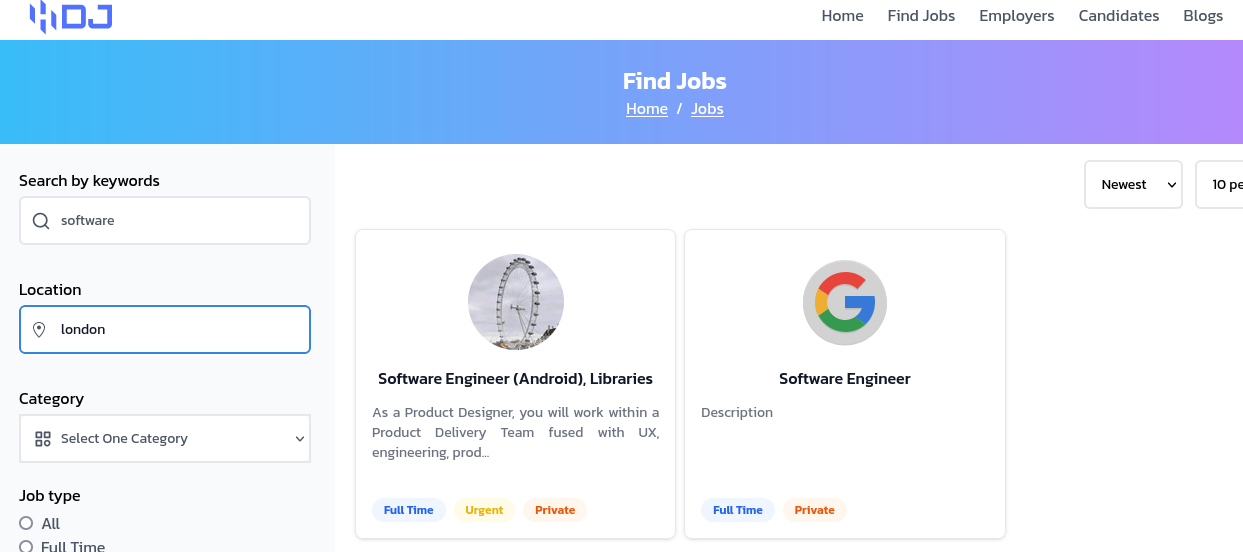 HDJ
Home Find Jobs Employers Candidates Blogs
Find Jobs
Home / Jobs
Search by keywords
software
Location
london
Category
Select One Category
Job type
All
Full Time
Newest
10 pe
Software Engineer (Android), Libraries
As a Product Designer, you will work within a
Product Delivery Team fused with UX,
engineering, prod...
Full Time Urgent Private
Software Engineer
Description
Full Time Private